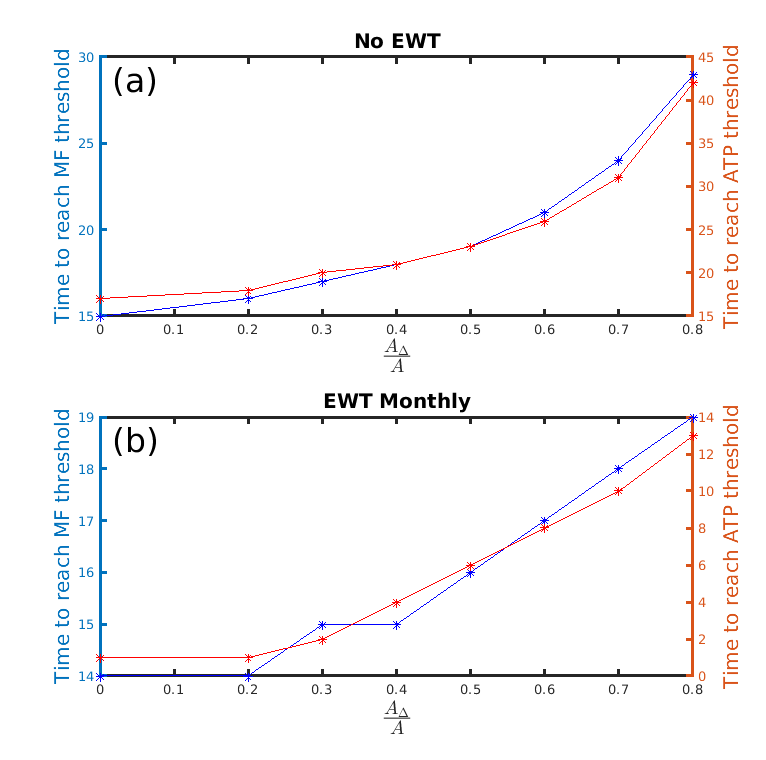 No EWT
(a)
Time to reach MF threshold
30
25
20
15
45
40
35
30
25
20
15
Time to reach ATP threshold
0 0.1 0.2 0.3 0.4 0.5 0.6 0.7 0.8
A_Δ
A
EWT Monthly
(b)
Time to reach MF threshold
19
18
17
16
15
14
14
12
10
8
6
4
2
0
Time to reach ATP threshold
0 0.1 0.2 0.3 0.4 0.5 0.6 0.7 0.8
A_Δ
A